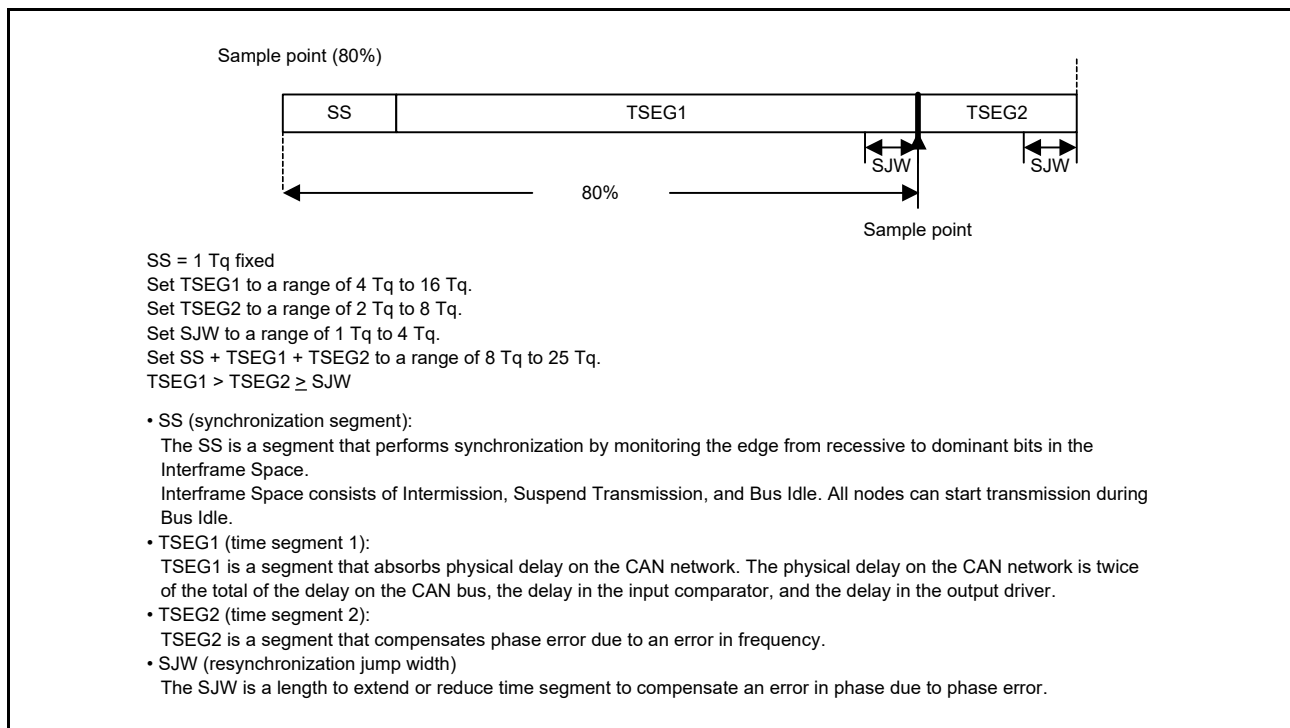 Sample point (80%)
SS TSEG1 TSEG2
SJW SJW
80%
Sample point
SS = 1 Tq fixed
Set TSEG1 to a range of 4 Tq to 16 Tq.
Set TSEG2 to a range of 2 Tq to 8 Tq.
Set SJW to a range of 1 Tq to 4 Tq.
Set SS + TSEG1 + TSEG2 to a range of 8 Tq to 25 Tq.
TSEG1 > TSEG2 ≥ SJW
• SS (synchronization segment):
The SS is a segment that performs synchronization by monitoring the edge from recessive to dominant bits in the
Interframe Space.
Interframe Space consists of Intermission, Suspend Transmission, and Bus Idle. All nodes can start transmission during
Bus Idle.
• TSEG1 (time segment 1):
TSEG1 is a segment that absorbs physical delay on the CAN network. The physical delay on the CAN network is twice
of the total of the delay on the CAN bus, the delay in the input comparator, and the delay in the output driver.
• TSEG2 (time segment 2):
TSEG2 is a segment that compensates phase error due to an error in frequency.
• SJW (resynchronization jump width)
The SJW is a length to extend or reduce time segment to compensate an error in phase due to phase error.